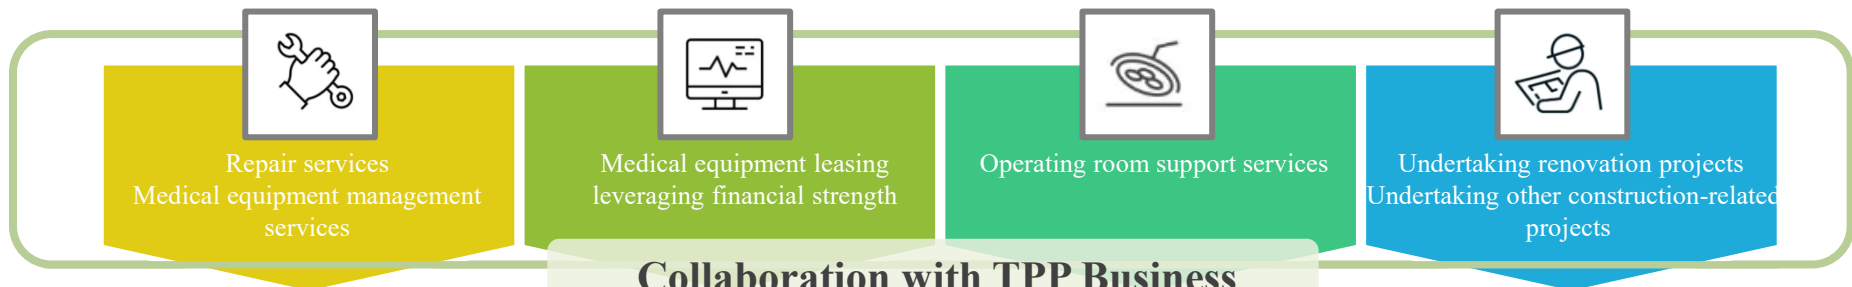 Repair services
Medical equipment management
services
Medical equipment leasing
leveraging financial strength
Operating room support services
Undertaking renovation projects
Undertaking other construction-related
projects
Collaboration with TPP Business